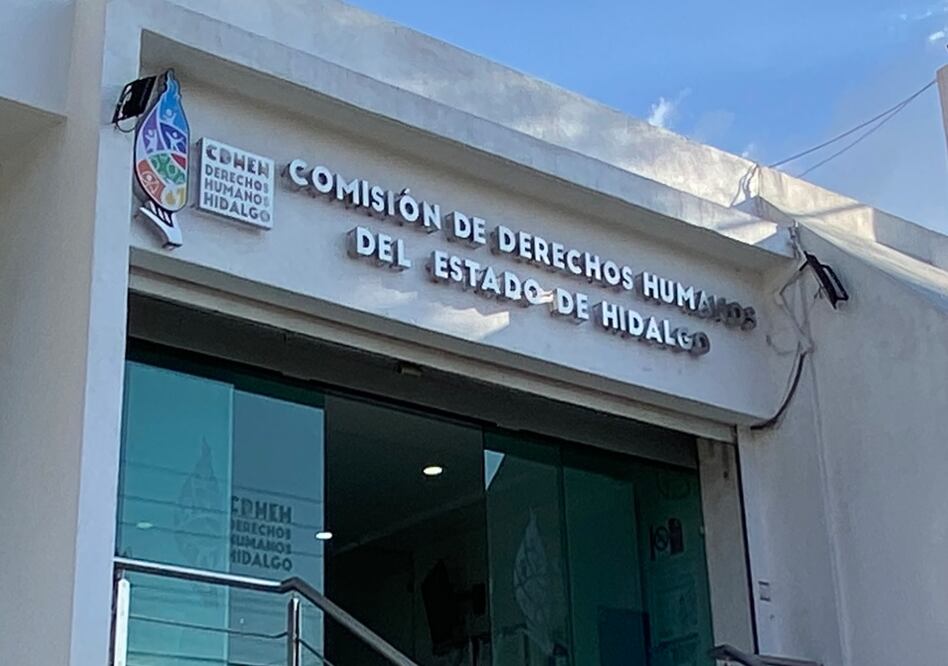 CDHEH
DERECHOS
HUMANOS
HIDALGO
COMISIÓN DE DERECHOS HUMANOS
DEL ESTADO DE HIDALGO
CDHEH
DERECHOS
HUMANOS
HIDALGO